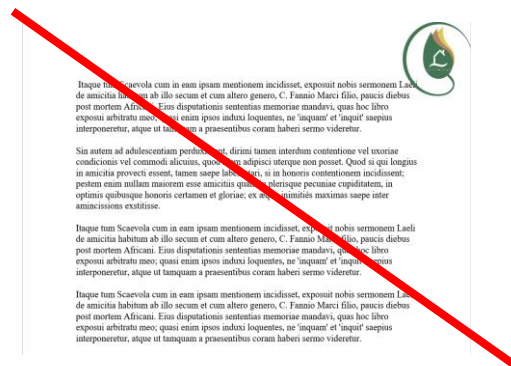 Itaque tum Scaevola cum in eam ipsam mentionem incidisset, exposuit nobis sermonem Laeli
de amicitia habitum ab illo secum et cum altero genero, C. Fannio Marci filio, paucis diebus
post mortem Africani. Eius disputationis sententias memoriae mandavi, quas hoc libro
exposui arbitratu meo; quasi enim ipsos induxi loquentes, ne 'inquam' et 'inquit' saepius
interponeretur, atque ut tamquam a praesentibus coram haberi sermo videretur.
Sin autem ad adulescentiam dirimi tamen interdum contentione vel uxoriae
condicionis vel commodi alicuius, quod adipisci uterque non posset. Quod si qui longius
in amicitia provecti essent, tamen saepe si in honoris contentionem incidissent;
pestem enim nullam maiorem esse amicitiis plerisque pecuniae cupiditatem, in
optimis quibusque honoris certamen et gloriae; ex inimitiés maximas saepe inter
amincissions exstitisse.
Itaque tum Scaevola cum in eam ipsam mentionem incidisset, exposuit nobis sermonem Laeli
de amicitia habitum ab illo secum et cum altero genero, C. Fannio Marci filio, paucis diebus
post mortem Africani. Eius disputationis sententias memoriae mandavi, quas hoc libro
exposui arbitratu meo; quasi enim ipsos induxi loquentes, ne 'inquam' et 'inquit' saepius
interponeretur, atque ut tamquam a praesentibus coram haberi sermo videretur.
Itaque tum Scaevola cum in eam ipsam mentionem incidisset, exposuit nobis sermonem Laeli
de amicitia habitum ab illo secum et cum altero genero, C. Fannio Marci filio, paucis diebus
post mortem Africani. Eius disputationis sententias memoriae mandavi, quas hoc libro
exposui arbitratu meo; quasi enim ipsos induxi loquentes, ne 'inquam' et 'inquit' saepius
interponeretur, atque ut tamquam a praesentibus coram haberi sermo videretur.